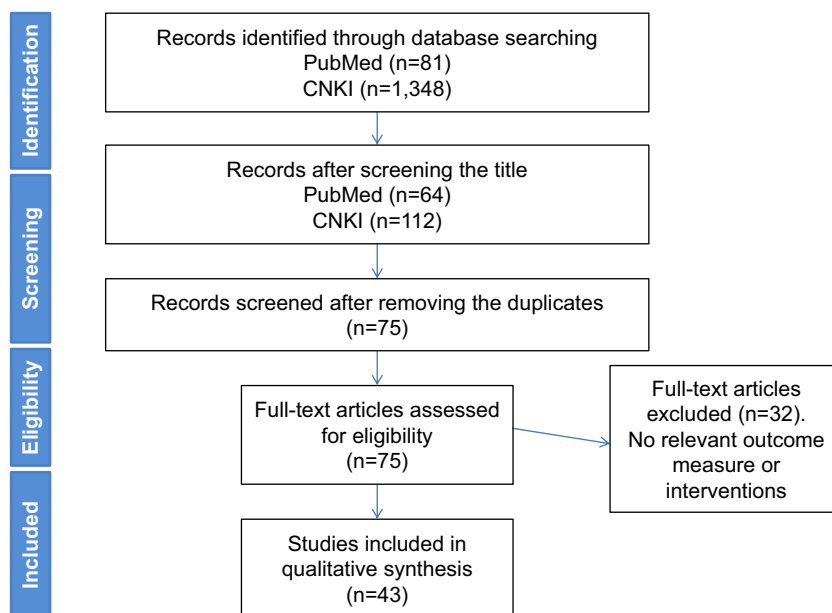 Identification
Records identified through database searching
PubMed (n=81)
CNKI (n=1,348)
Screening
Records after screening the title
PubMed (n=64)
CNKI (n=112)
Records screened after removing the duplicates
(n=75)
Eligibility
Full-text articles assessed
for eligibility
(n=75)
Full-text articles
excluded (n=32).
No relevant outcome
measure or
interventions
Included
Studies included in
qualitative synthesis
(n=43)